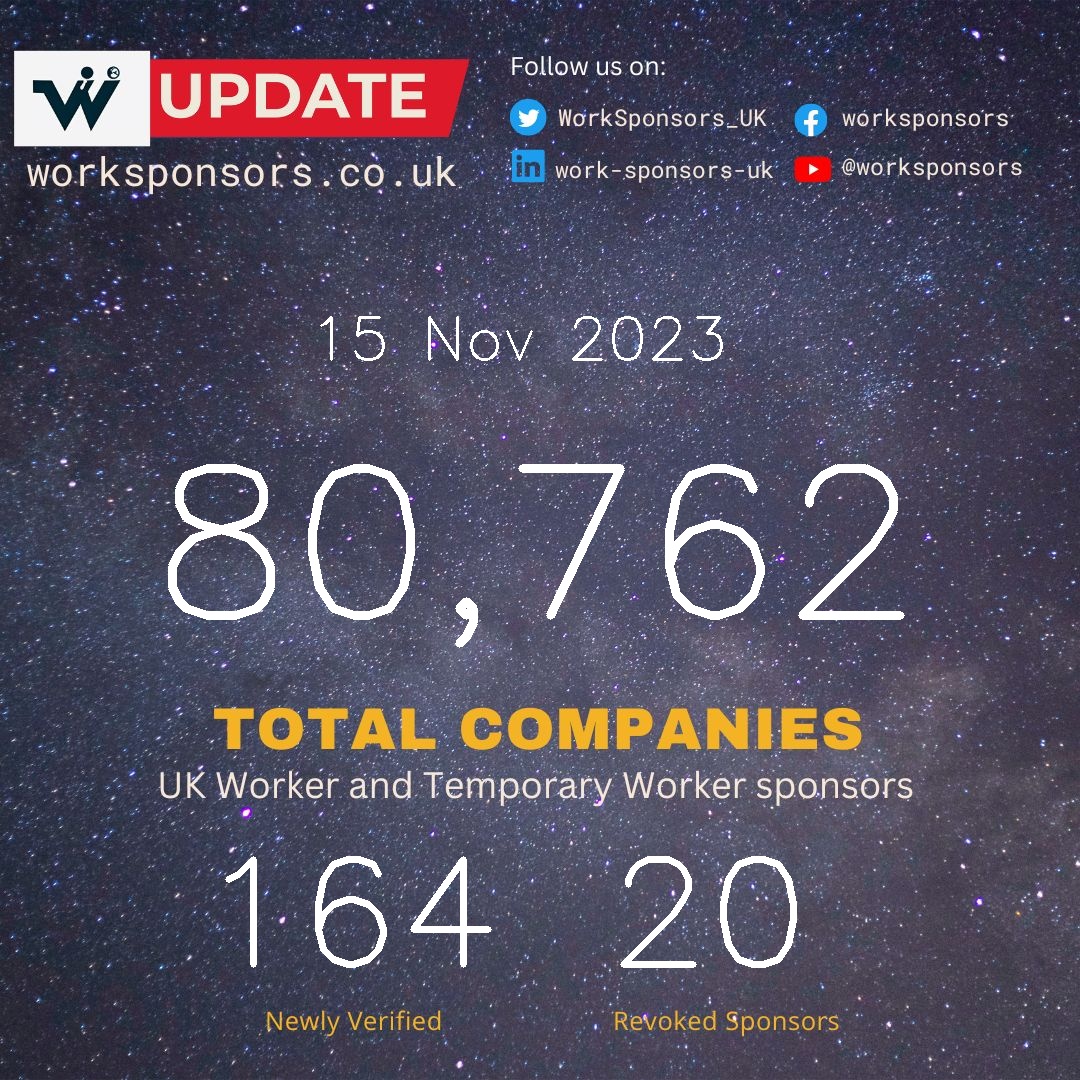 UPDATE
worksponsors.co.uk
Follow us on:
WorkSponsors_UK
worksponsors
work-sponsors-uk
@worksponsors
15 Nov 2023
80,762
TOTAL COMPANIES
UK Worker and Temporary Worker sponsors
164 20
Newly Verified Revoked Sponsors